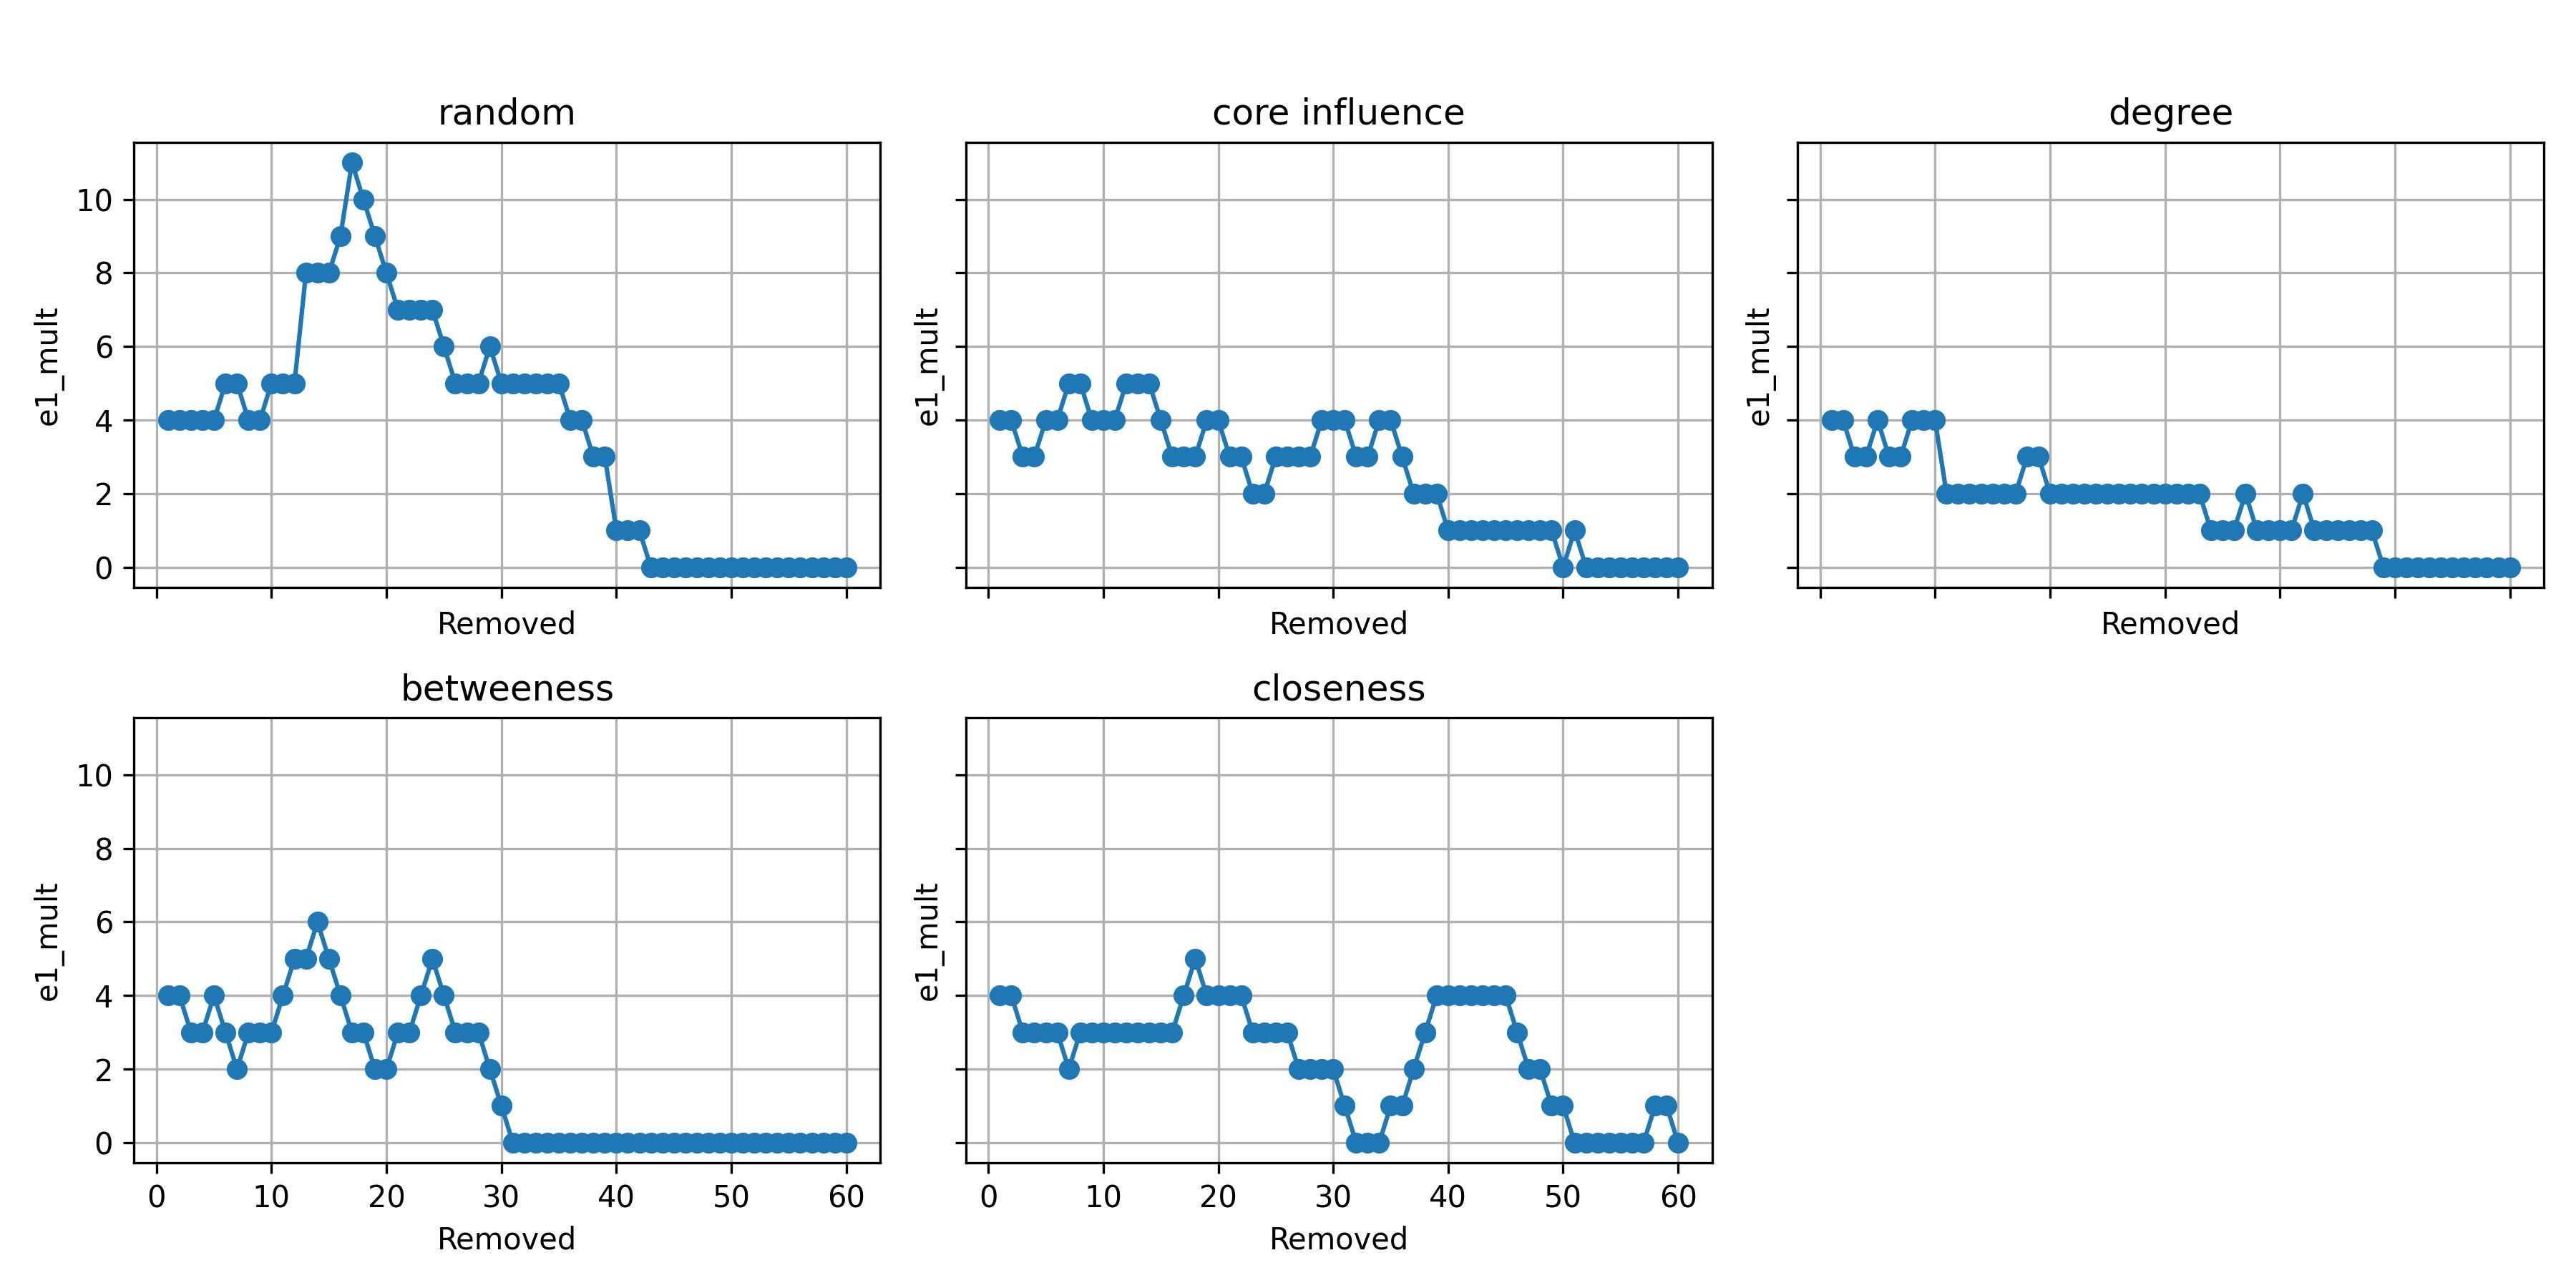 random
10
8
6
4
2
0
e1_mult
Removed
core influence
e1_mult
Removed
degree
e1_mult
Removed
betweeness
10
8
6
4
2
0
e1_mult
0 10 20 30 40 50 60
Removed
closeness
e1_mult
0 10 20 30 40 50 60
Removed